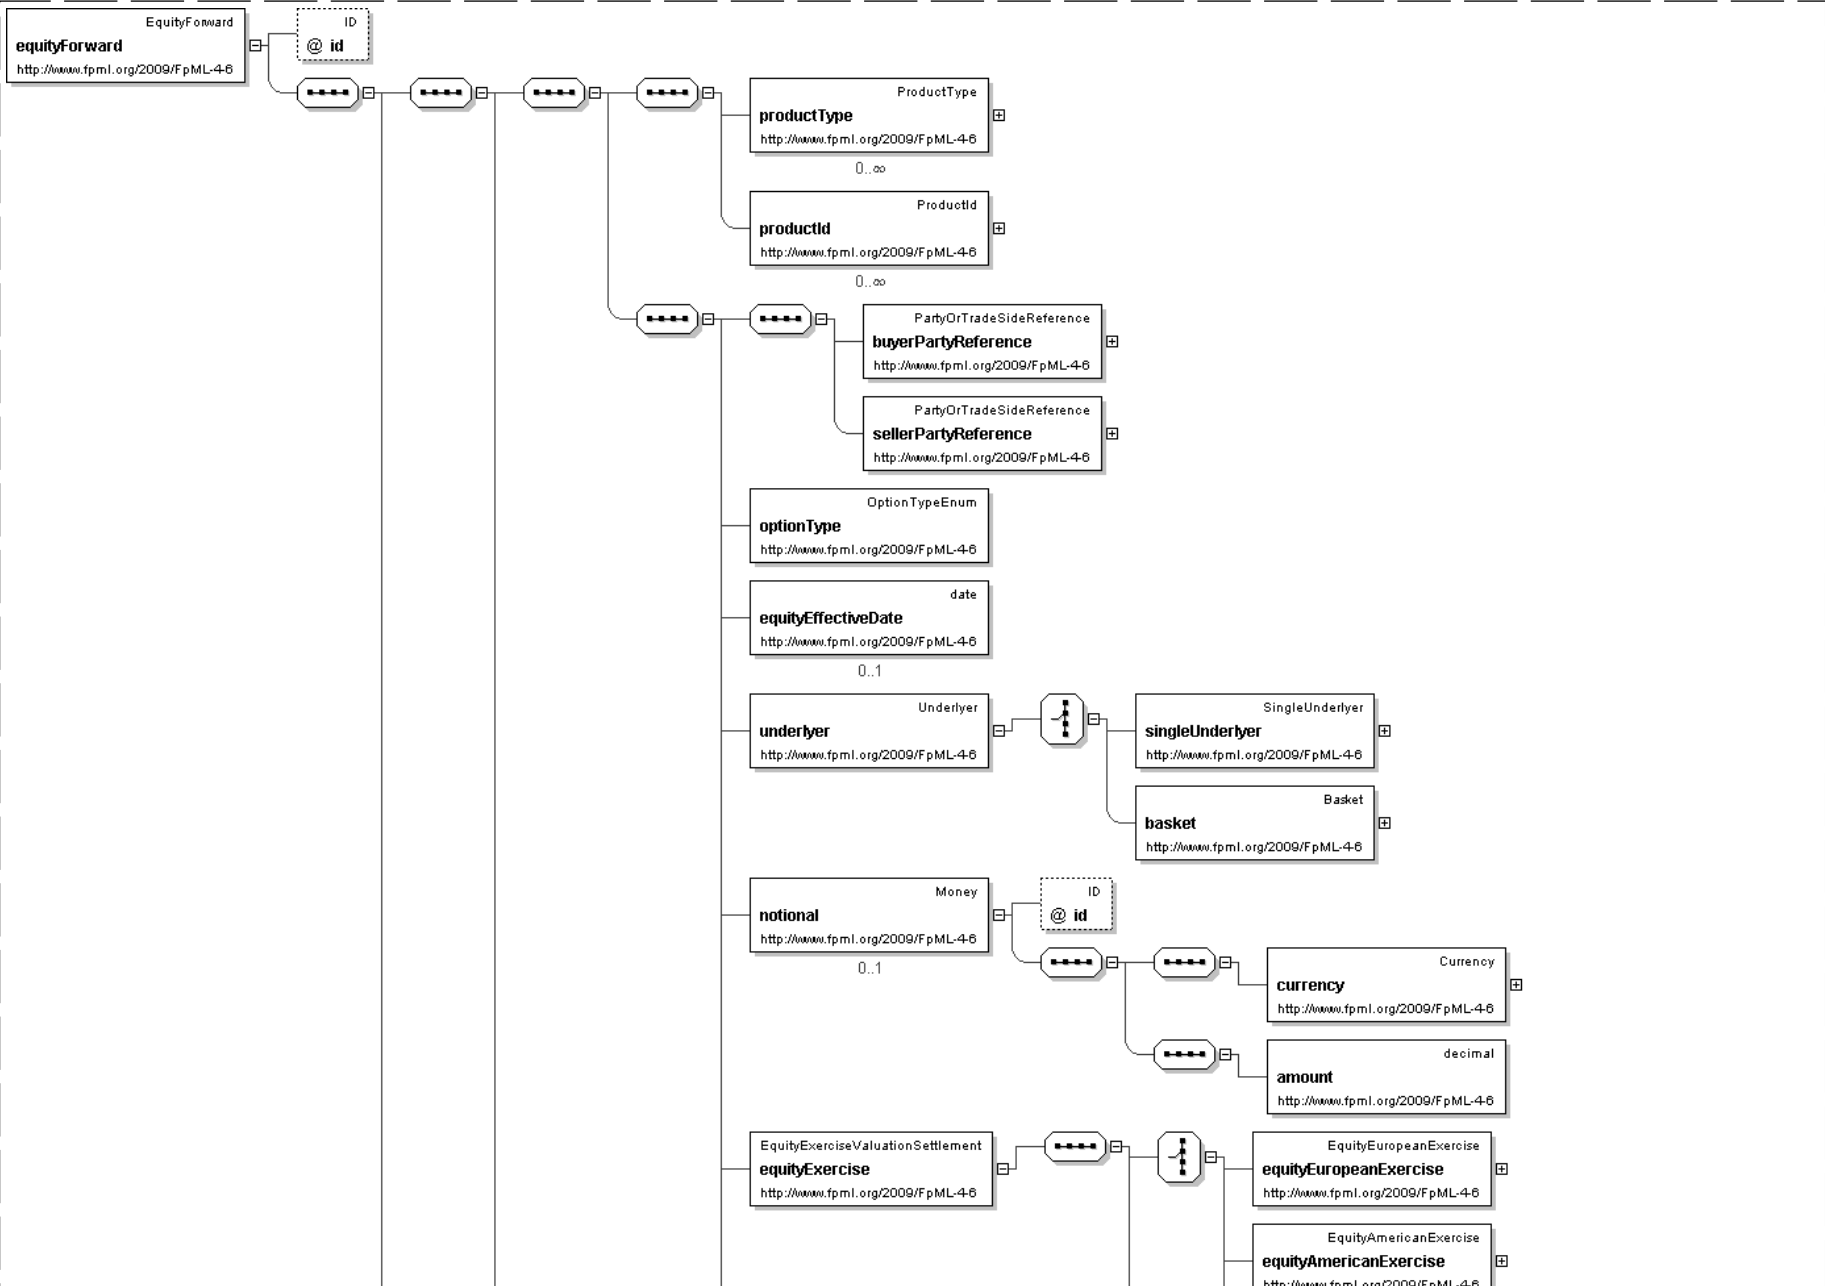 EquityForward
equityForward
http://www.fpml.org/2009/FpML-4-6
ID
@ id
ProductType
productType
http://www.fpml.org/2009/FpML-4-6
0..∞
ProductId
productId
http://www.fpml.org/2009/FpML-4-6
0..∞
PartyOrTradeSideReference
buyerPartyReference
http://www.fpml.org/2009/FpML-4-6
PartyOrTradeSideReference
sellerPartyReference
http://www.fpml.org/2009/FpML-4-6
OptionTypeEnum
optionType
http://www.fpml.org/2009/FpML-4-6
date
equityEffectiveDate
http://www.fpml.org/2009/FpML-4-6
0..1
Underlyer
underlyer
http://www.fpml.org/2009/FpML-4-6
SingleUnderlyer
singleUnderlyer
http://www.fpml.org/2009/FpML-4-6
Basket
basket
http://www.fpml.org/2009/FpML-4-6
Money
notional
http://www.fpml.org/2009/FpML-4-6
0..1
ID
@ id
Currency
currency
http://www.fpml.org/2009/FpML-4-6
decimal
amount
http://www.fpml.org/2009/FpML-4-6
EquityExerciseValuationSettlement
equityExercise
http://www.fpml.org/2009/FpML-4-6
EquityEuropeanExercise
equityEuropeanExercise
http://www.fpml.org/2009/FpML-4-6
EquityAmericanExercise
equityAmericanExercise
http://www.fpml.org/2009/FpML-4-6